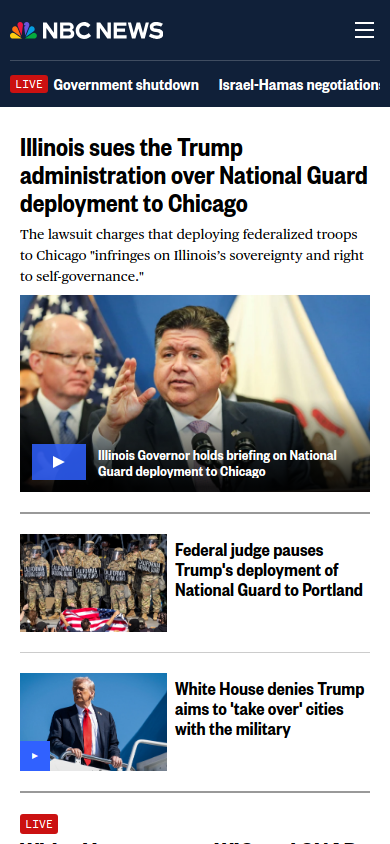 NBC NEWS
LIVE Government shutdown Israel-Hamas negotiations
Illinois sues the Trump
administration over National Guard
deployment to Chicago
The lawsuit charges that deploying federalized troops
to Chicago "infringes on Illinois’s sovereignty and right
to self-governance."
Illinois Governor holds briefing on National
Guard deployment to Chicago
Federal judge pauses
Trump's deployment of
National Guard to Portland
White House denies Trump
aims to 'take over' cities
with the military
LIVE